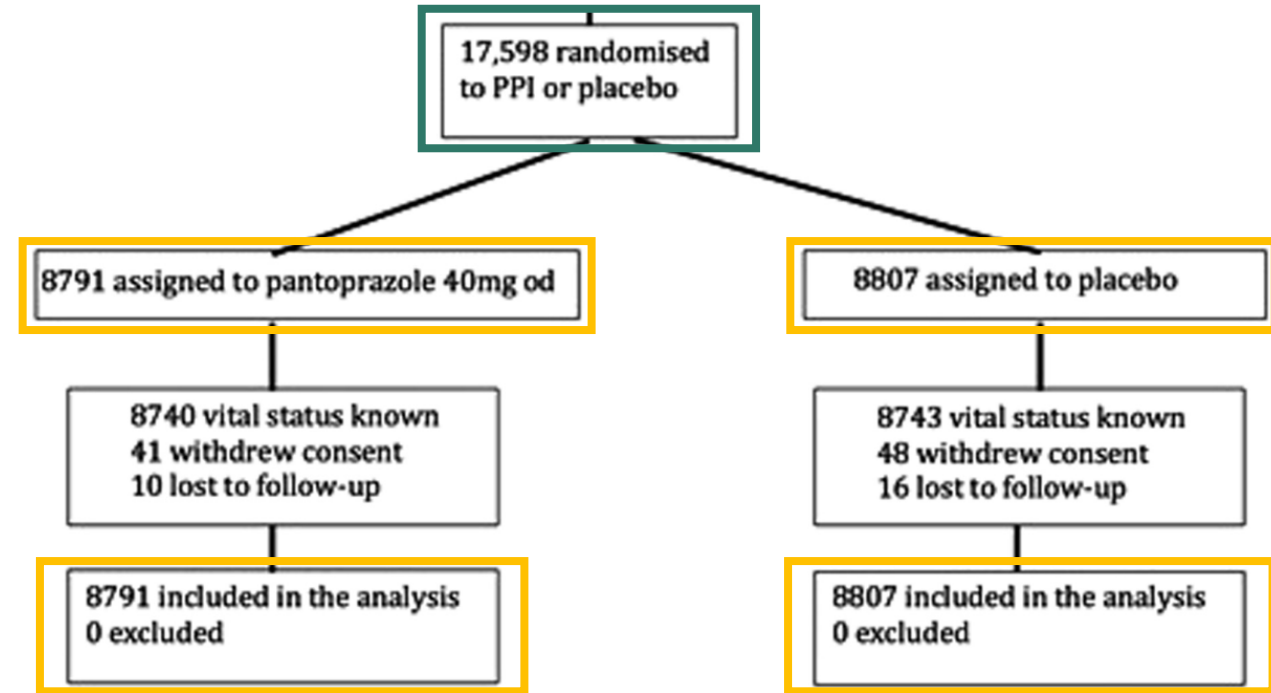 17,598 randomised
to PPI or placebo
8791 assigned to pantoprazole 40mg od
8807 assigned to placebo
8740 vital status known
41 withdrew consent
10 lost to follow-up
8743 vital status known
48 withdrew consent
16 lost to follow-up
8791 included in the analysis
0 excluded
8807 included in the analysis
0 excluded